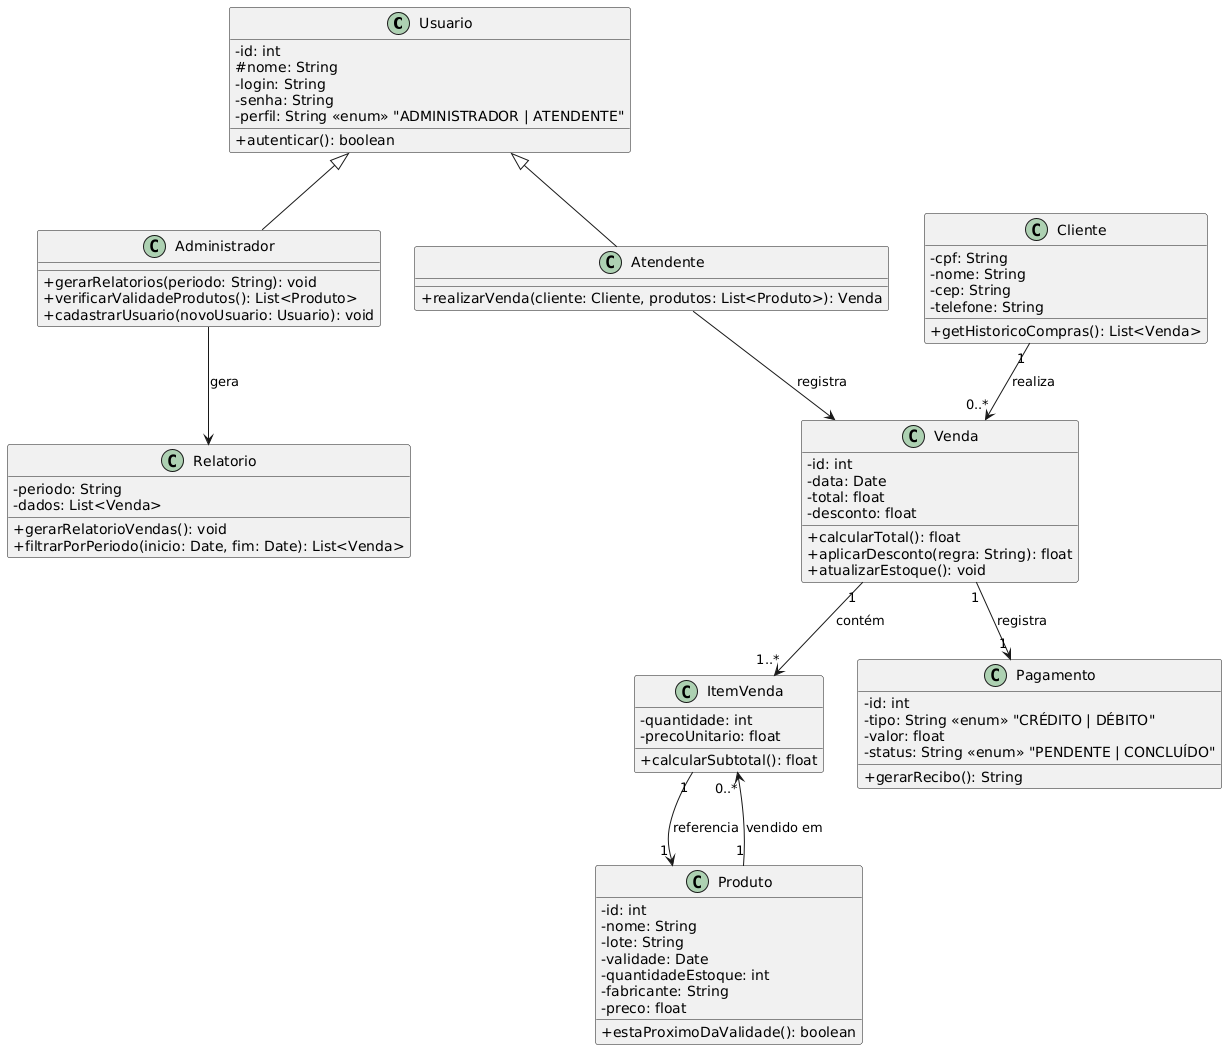 C Usuario
-id: int
#nome: String
-login: String
-senha: String
-perfil: String «enum» "ADMINISTRADOR | ATENDENTE"
+autenticar(): boolean
C Administrador
+gerarRelatorios(periodo: String): void
+verificarValidadeProdutos(): List<Produto>
+cadastrarUsuario(novoUsuario: Usuario): void
C Atendente
+realizarVenda(cliente: Cliente, produtos: List<Produto>): Venda
C Cliente
-cpf: String
-nome: String
-cep: String
-telefone: String
+getHistoricoCompras(): List<Venda>
gera
registra
1
realiza
0..*
C Relatorio
-periodo: String
-dados: List<Venda>
+gerarRelatorioVendas(): void
+filtrarPorPeriodo(inicio: Date, fim: Date): List<Venda>
C Venda
-id: int
-data: Date
-total: float
-desconto: float
+calcularTotal(): float
+aplicarDesconto(regra: String): float
+atualizarEstoque(): void
1
contém
1..*
1
registra
1
C ItemVenda
-quantidade: int
-precoUnitario: float
+calcularSubtotal(): float
C Pagamento
-id: int
-tipo: String «enum» "CRÉDITO | DÉBITO"
-valor: float
-status: String «enum» "PENDENTE | CONCLUÍDO"
+gerarRecibo(): String
1
referencia
1
0..*
vendido em
1
C Produto
-id: int
-nome: String
-lote: String
-validade: Date
-quantidadeEstoque: int
-fabricante: String
-preco: float
+estaProximoDaValidade(): boolean